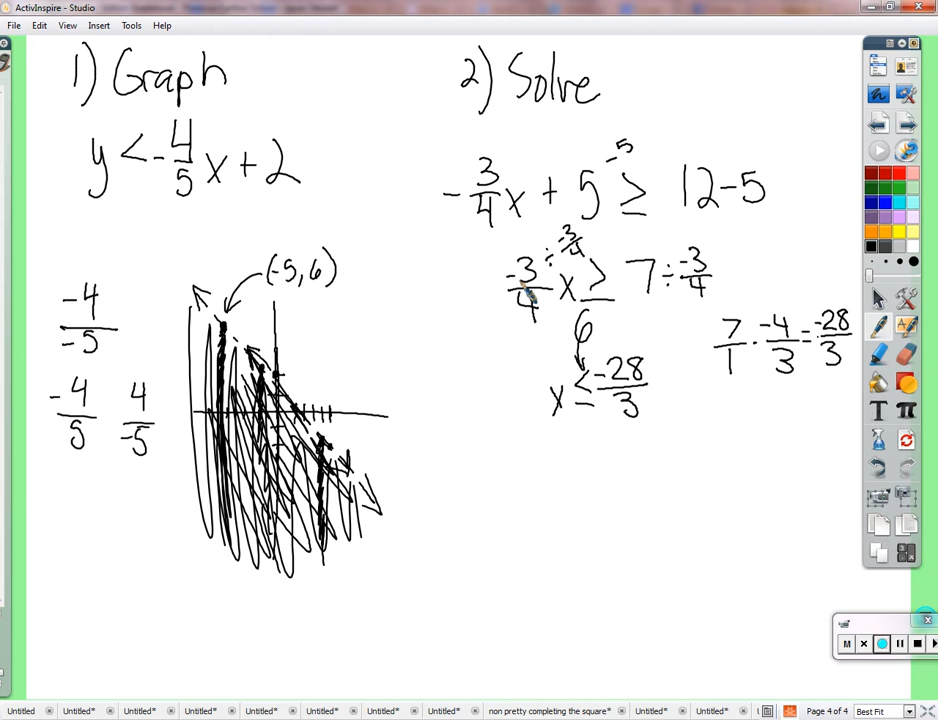 ActivInspire - Studio
File Edit View Insert Tools Help
1) Graph
y < -4/5 x + 2
(-5, 6)
-4/-5
-4/5 4/-5
2) Solve
-5
-3/4 x + 5 ≥ 12 - 5
÷ -3/4
-3/4 x ≥ 7 ÷ -3/4
7/1 · -4/3 = -28/3
x ≤ -28/3
M
Untitled Untitled* Untitled* Untitled* Untitled* Untitled* Untitled* non pretty completing the square* Untitled* Untitled* U Page 4 of 4 Best Fit